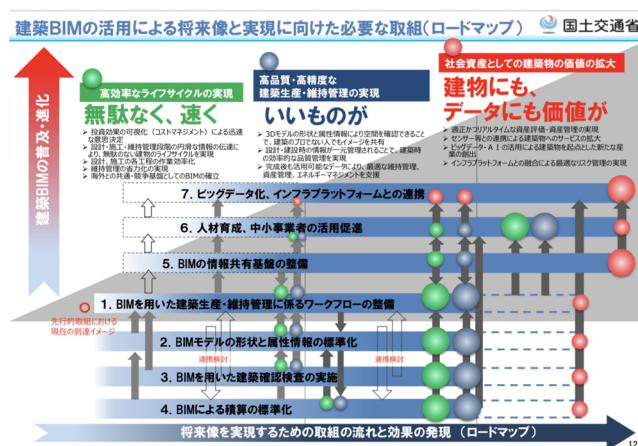 建築BIMの活用による将来像と実現に向けた必要な取組(ロードマップ)
国土交通省
建築BIMの普及・進化
高効率なライフサイクルの実現
無駄なく、速く
➢ 投資効果の可視化(コストマネジメント)による迅速な意思決定
➢ 設計・施工・維持管理段階の円滑な情報の伝達により、無駄のない建物のライフサイクルを実現
➢ 設計、施工の各工程の作業効率化
➢ 維持管理の省力化の実現
➢ 海外との共通・競争基盤としてのBIMの確立
高品質・高精度な
建築生産・維持管理の実現
いいものが
➢ 3Dモデルの形状と属性情報により空間を確認できることで、建築のプロでない人でもイメージを共有
➢ 設計・建設時の情報が一元管理されることで、建築時の効率的な品質管理を実現
➢ 完成後も活用可能なデータにより、最適な維持管理、資産管理、エネルギーマネジメントを支援
社会資産としての建築物の価値の拡大
建物にも、
データにも価値が
➢ 適正かつリアルタイムな資産評価・資産管理の実現
➢ センサー等との連携による建築物へのサービスの拡大
➢ ビッグデータ・AIの活用による建築物を起点とした新たな産業の創出
➢ インフラプラットフォームとの融合による最適なリスク管理の実現
7. ビッグデータ化、インフラプラットフォームとの連携
6. 人材育成、中小事業者の活用促進
5. BIMの情報共有基盤の整備
1. BIMを用いた建築生産・維持管理に係るワークフローの整備
先行的取組における
現在の到達イメージ
2. BIMモデルの形状と属性情報の標準化
連携検討
連携検討
3. BIMを用いた建築確認検査の実施
4. BIMによる積算の標準化
将来像を実現するための取組の流れと効果の発現 (ロードマップ)
12